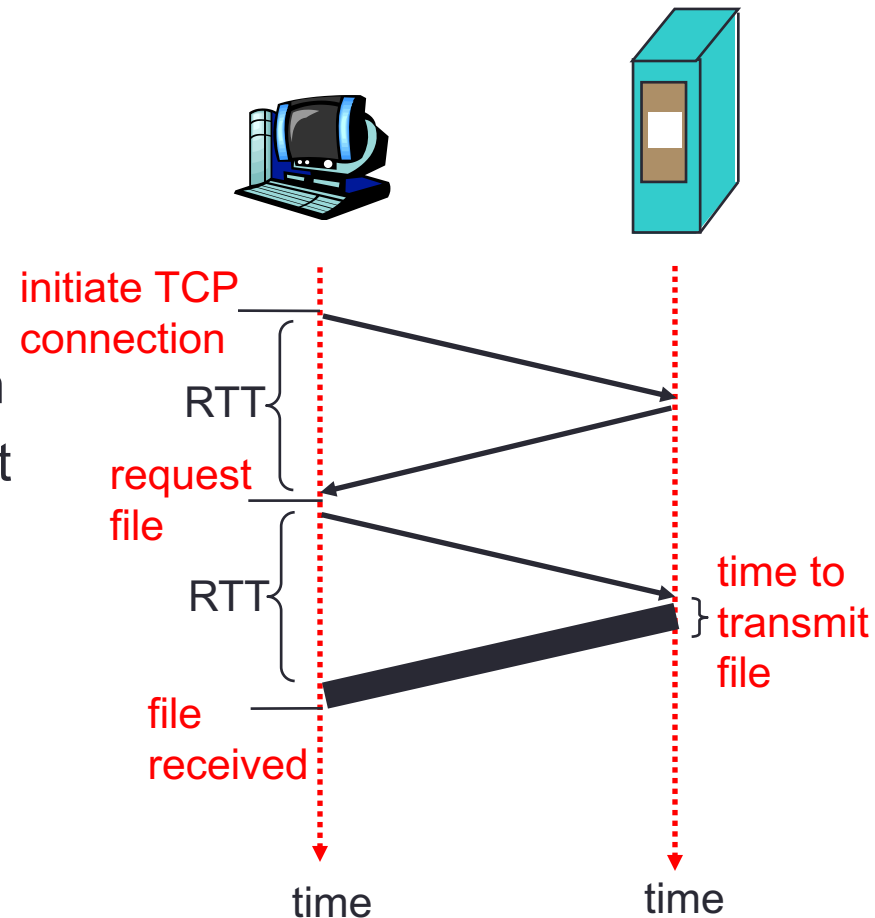 initiate TCP
connection
RTT
request
file
RTT
time to
transmit
file
file
received
time
time